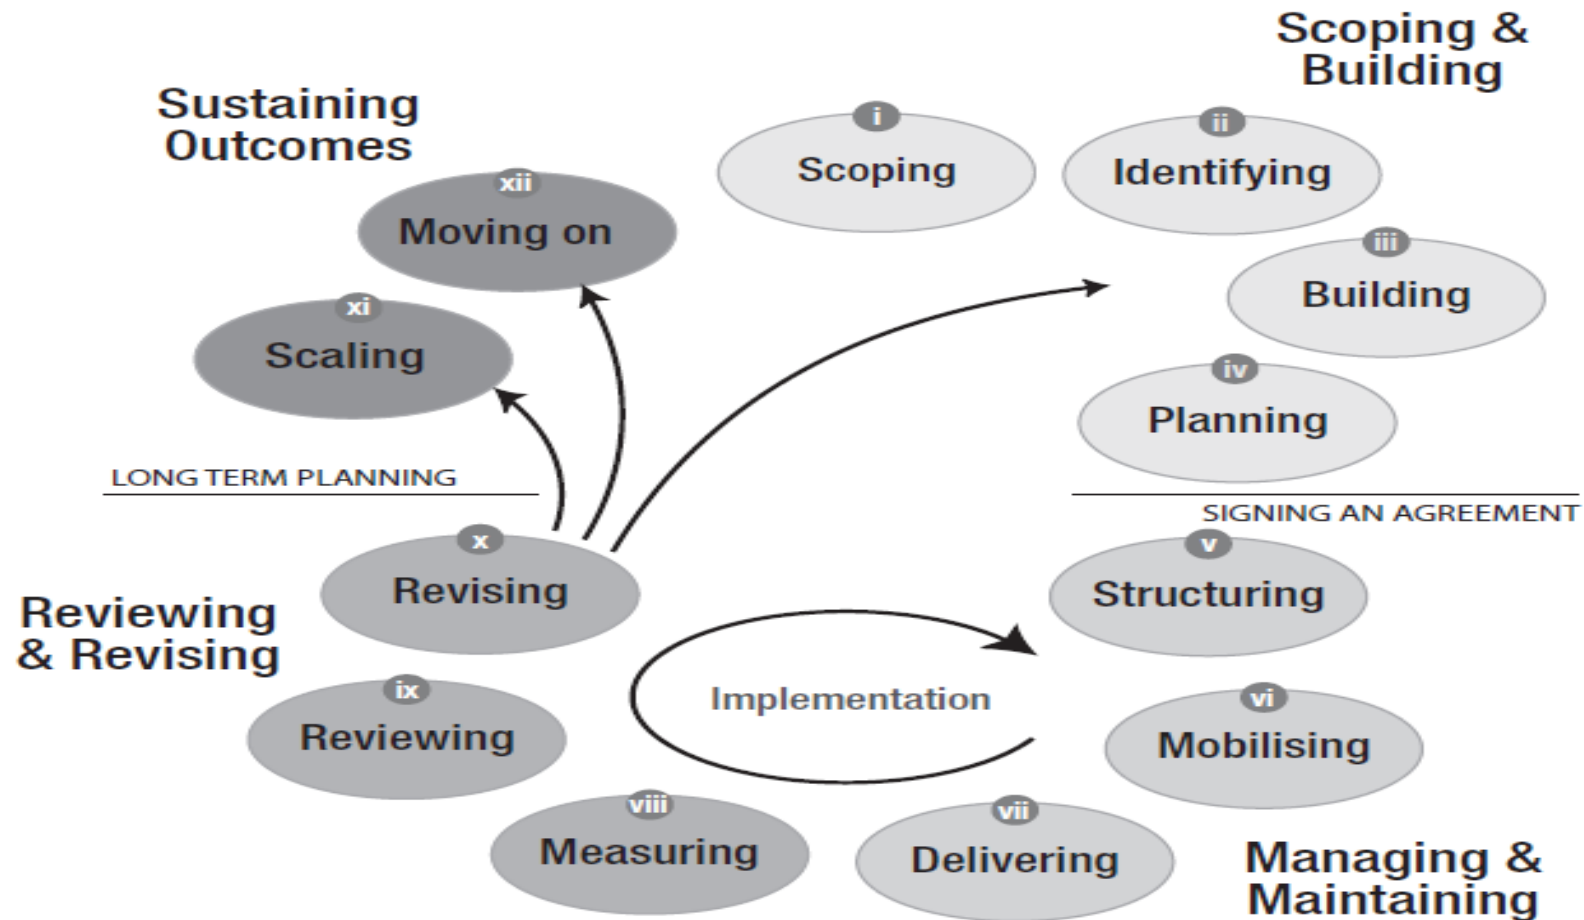 Scoping &
Building
Sustaining
Outcomes
i
Scoping
ii
Identifying
iii
Building
iv
Planning
SIGNING AN AGREEMENT
v
Structuring
vi
Mobilising
vii
Delivering
Managing &
Maintaining
viii
Measuring
ix
Reviewing
x
Revising
Reviewing
& Revising
LONG TERM PLANNING
xi
Scaling
xii
Moving on
Implementation